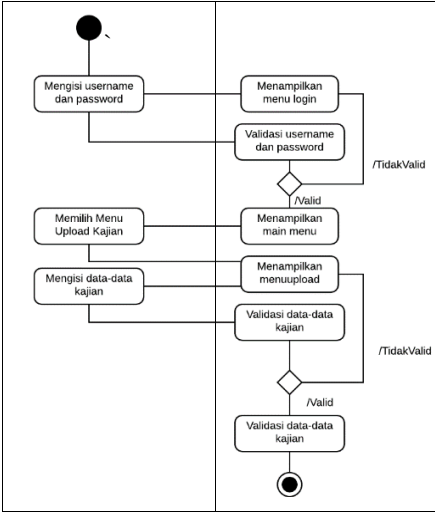 Mengisi username
dan password
Menampilkan
menu login
Validasi username
dan password
/TidakValid
/Valid
Memilih Menu
Upload Kajian
Menampilkan
main menu
Menampilkan
menuupload
Mengisi data-data
kajian
Validasi data-data
kajian
/TidakValid
/Valid
Validasi data-data
kajian